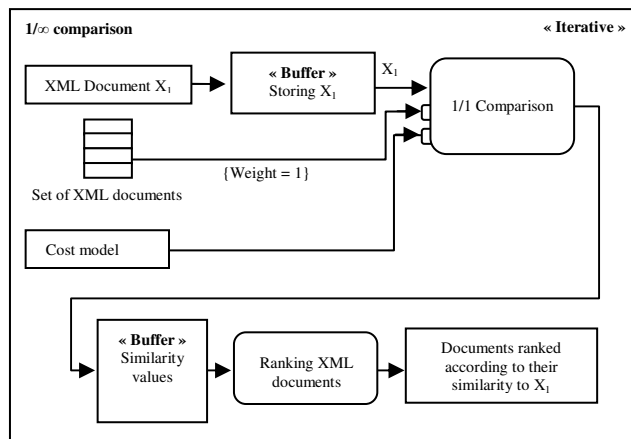 1/∞ comparison
« Iterative »
XML Document X₁
« Buffer »
Storing X₁
X₁
1/1 Comparison
{Weight = 1}
Set of XML documents
Cost model
« Buffer »
Similarity
values
Ranking XML
documents
Documents ranked
according to their
similarity to X₁